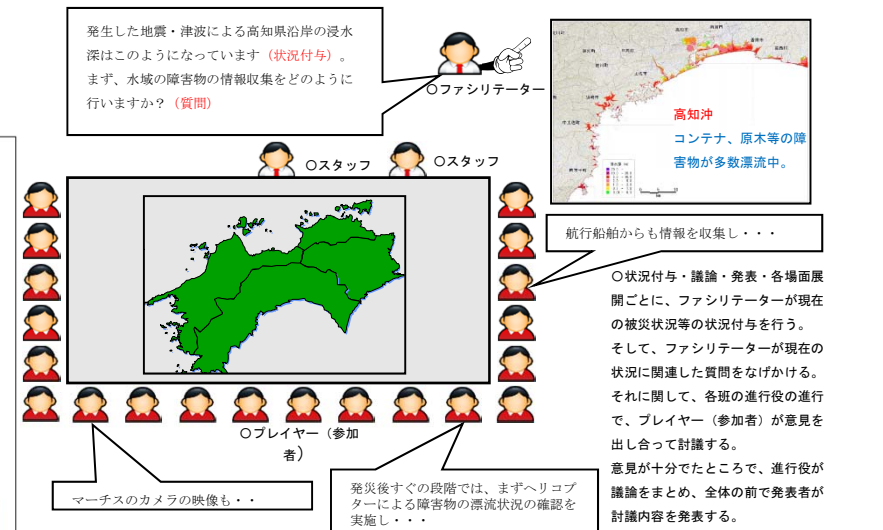 発生した地震・津波による高知県沿岸の浸水
深はこのようになっています（状況付与）。
まず、水域の障害物の情報収集をどのように
行いますか？（質問）
○ファシリテーター
高知沖
コンテナ、原木等の障
害物が多数漂流中。
○スタッフ
○スタッフ
航行船舶からも情報を収集し・・・
○状況付与・議論・発表・各場面展
開ごとに、ファシリテーターが現在
の被災状況等の状況付与を行う。
そして、ファシリテーターが現在の
状況に関連した質問をなげかける。
それに関して、各班の進行役の進行
で、プレイヤー（参加者）が意見を
出し合って討議する。
意見が十分でたところで、進行役が
議論をまとめ、全体の前で発表者が
討議内容を発表する。
○プレイヤー（参加
者）
マーチスのカメラの映像も・・
発災後すぐの段階では、まずヘリコプ
ターによる障害物の漂流状況の確認を
実施し・・・